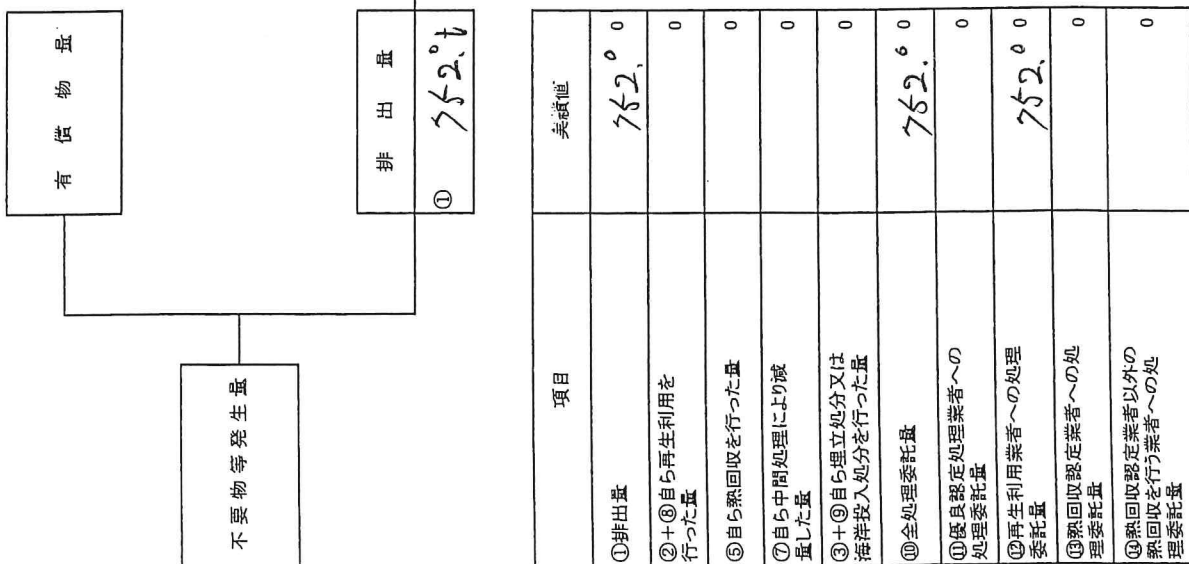 有償物量
不要物等発生量
排出量
① 752.0t
項目 実績値
①排出量 752.0 0
②+⑧自ら再生利用を
行った量 0
⑤自ら熱回収を行った量 0
⑦自ら中間処理により減
量した量 0
③+⑨自ら埋立処分又は
海洋投入処分を行った量 0
⑩全処理委託量 752.0 0
⑪優良認定処理業者への
処理委託量 0
⑫再生利用業者への処理
委託量 752.0 0
⑬熱回収認定業者への処
理委託量 0
⑭熱回収認定業者以外の
熱回収を行う業者への処
理委託量 0